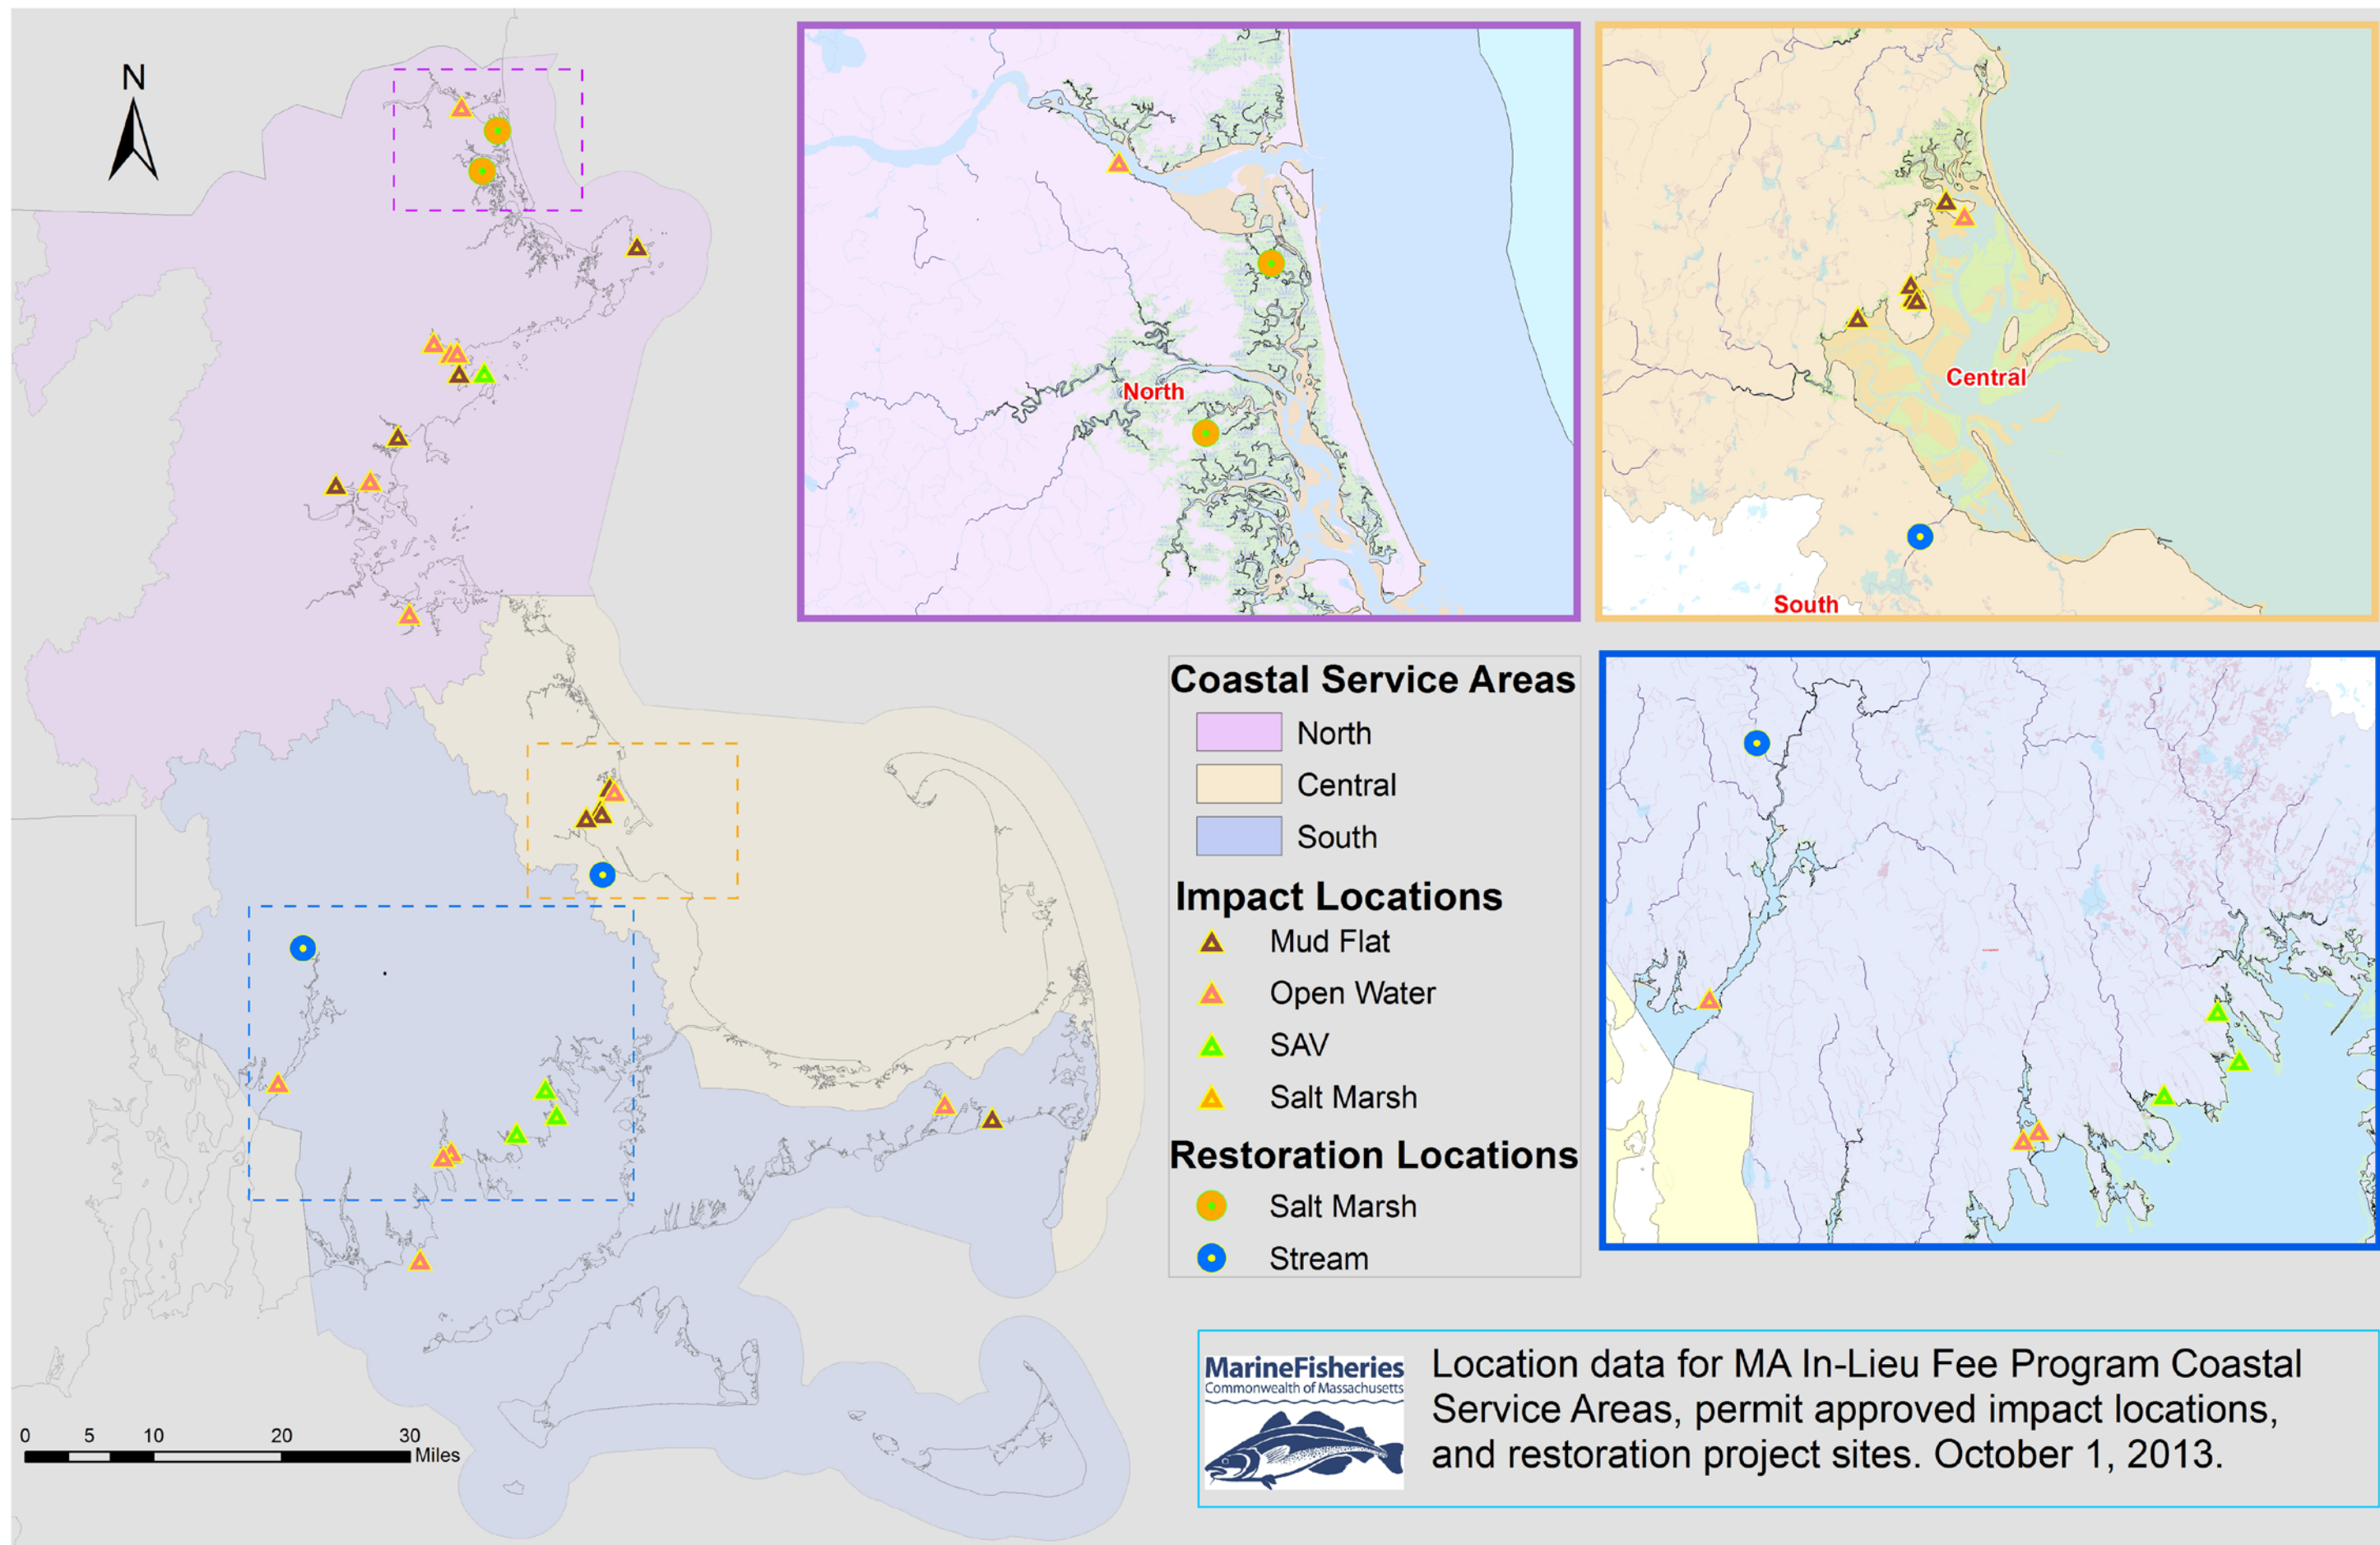 N
North
Central
South
Coastal Service Areas
North
Central
South
Impact Locations
Mud Flat
Open Water
SAV
Salt Marsh
Restoration Locations
Salt Marsh
Stream
0 5 10 20 30
Miles
MarineFisheries
Commonwealth of Massachusetts
Location data for MA In-Lieu Fee Program Coastal
Service Areas, permit approved impact locations,
and restoration project sites. October 1, 2013.